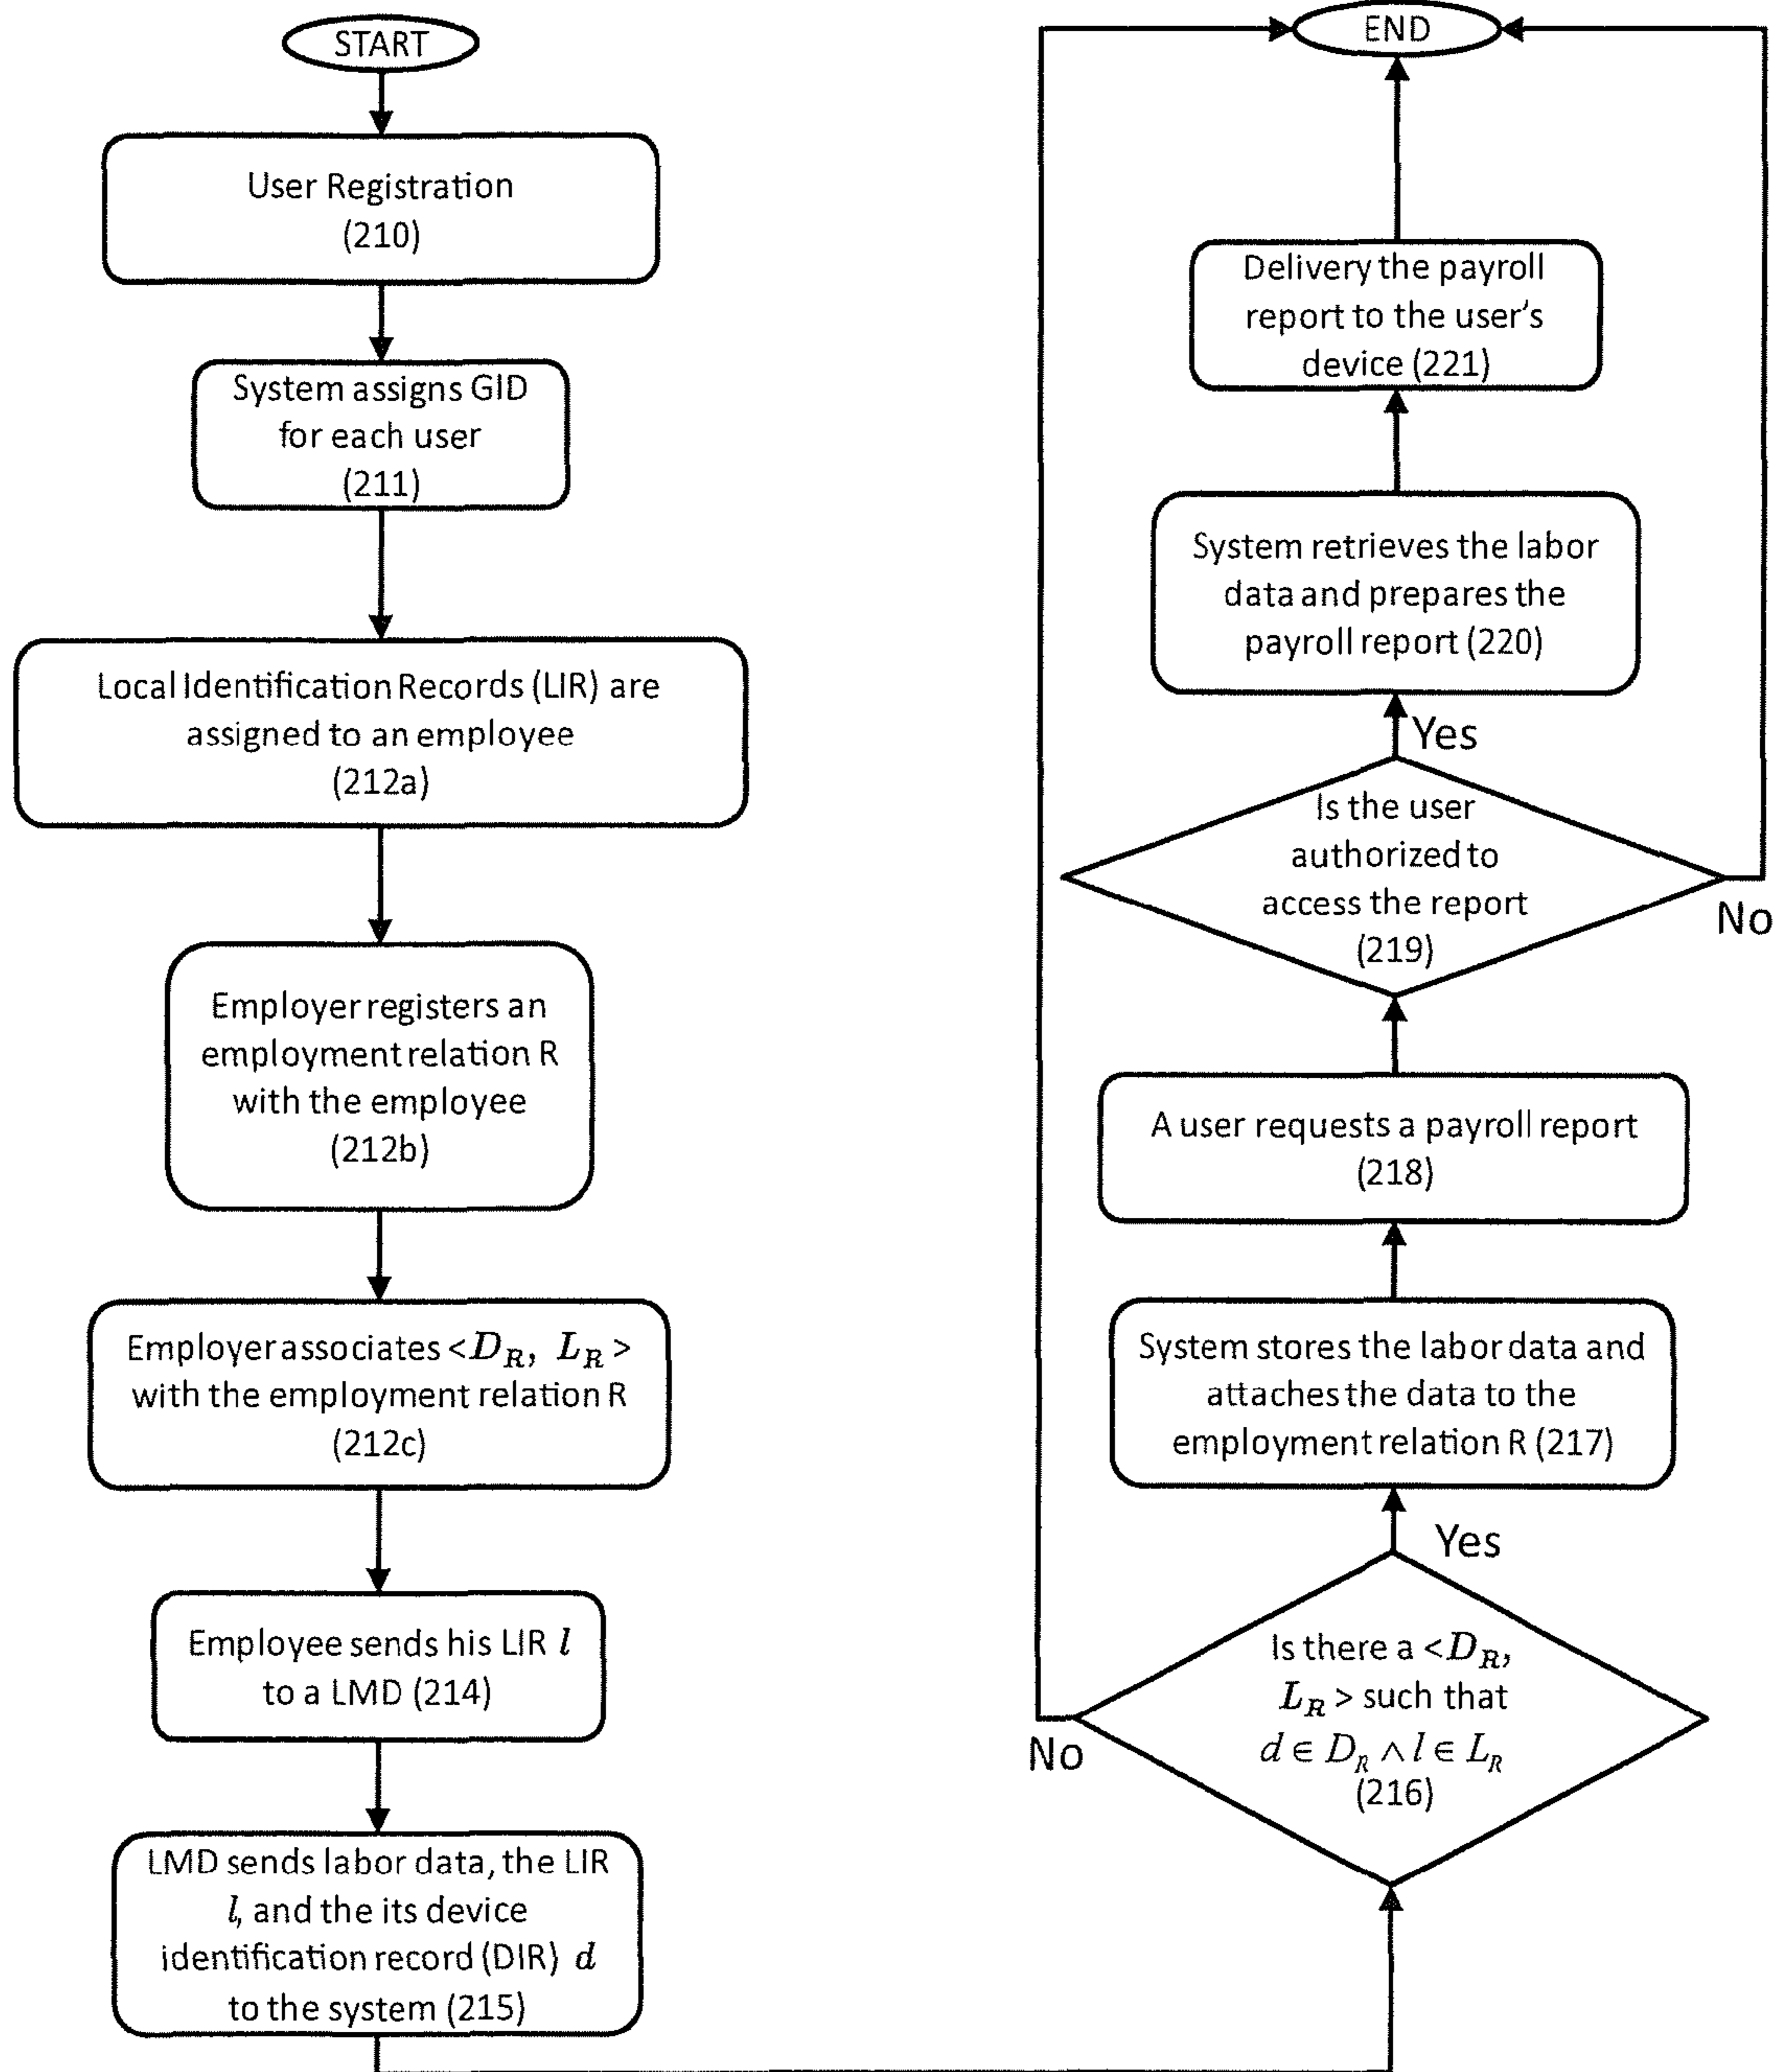 START
User Registration
(210)
System assigns GID
for each user
(211)
Local Identification Records (LIR) are
assigned to an employee
(212a)
Employer registers an
employment relation R
with the employee
(212b)
Employer associates <D_R, L_R>
with the employment relation R
(212c)
Employee sends his LIR l
to a LMD (214)
LMD sends labor data, the LIR
l, and the its device
identification record (DIR) d
to the system (215)
END
Delivery the payroll
report to the user's
device (221)
System retrieves the labor
data and prepares the
payroll report (220)
Yes
Is the user
authorized to
access the report
(219)
No
A user requests a payroll report
(218)
System stores the labor data and
attaches the data to the
employment relation R (217)
Yes
Is there a <D_R,
L_R> such that
d ∈ D_R ∧ l ∈ L_R
(216)
No